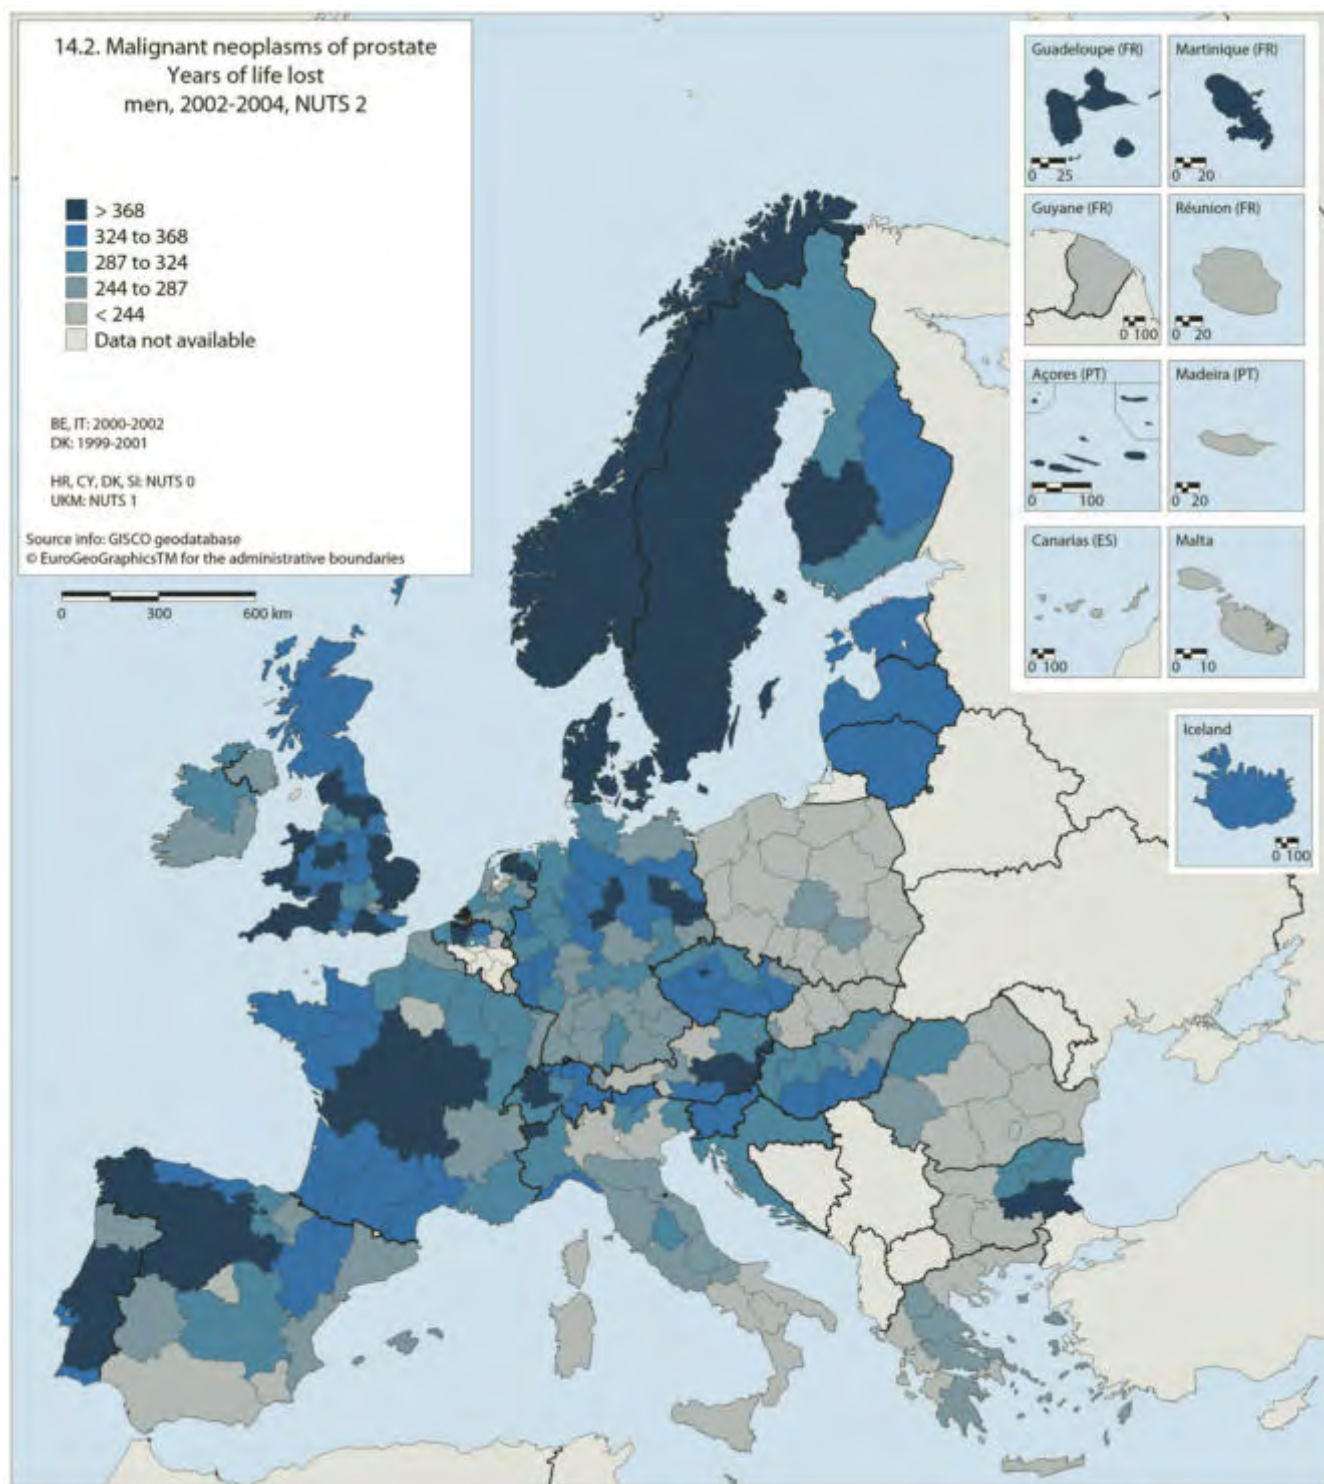 14.2. Malignant neoplasms of prostate
Years of life lost
men, 2002-2004, NUTS 2
> 368
324 to 368
287 to 324
244 to 287
< 244
Data not available
BE, IT: 2000-2002
DK: 1999-2001
HR, CY, DK, SI: NUTS 0
UKM: NUTS 1
Source info: GISCO geodatabase
© EuroGeoGraphicsTM for the administrative boundaries
0 300 600 km
Guadeloupe (FR)
0 25
Martinique (FR)
0 20
Guyane (FR)
0 100
Réunion (FR)
0 20
Açores (PT)
0 100
Madeira (PT)
0 20
Canarias (ES)
0 100
Malta
0 10
Iceland
0 100